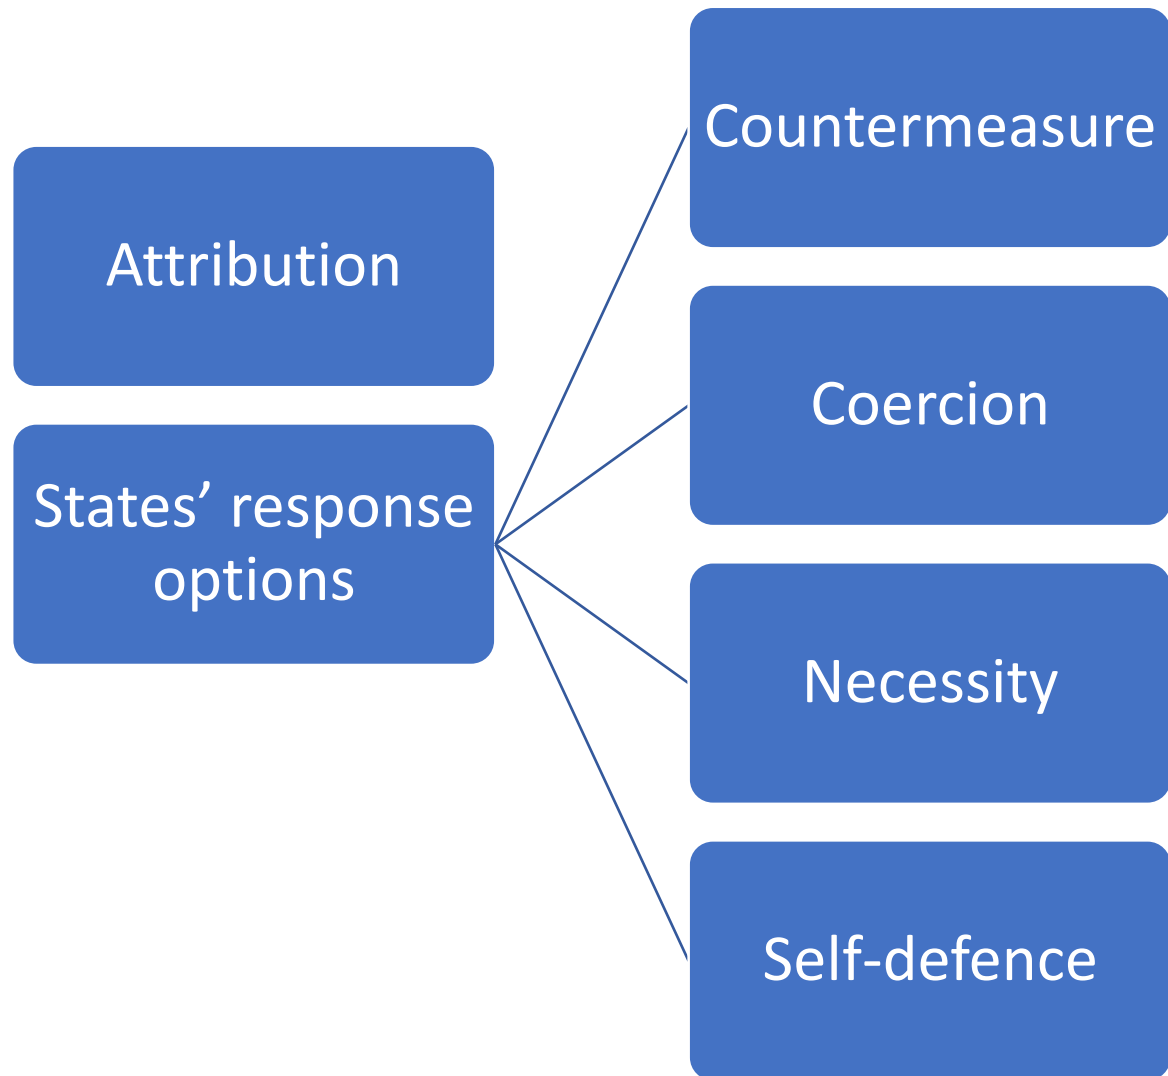 Attribution
States’ response
options
Countermeasure
Coercion
Necessity
Self-defence